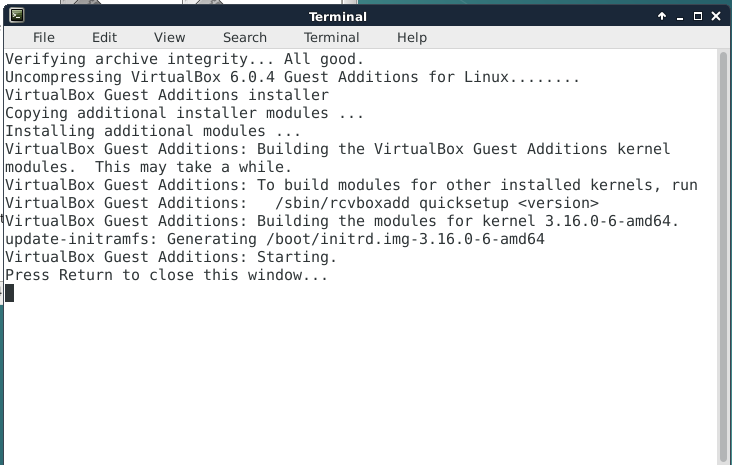 Terminal
File Edit View Search Terminal Help
Verifying archive integrity... All good.
Uncompressing VirtualBox 6.0.4 Guest Additions for Linux........
VirtualBox Guest Additions installer
Copying additional installer modules ...
Installing additional modules ...
VirtualBox Guest Additions: Building the VirtualBox Guest Additions kernel
modules.  This may take a while.
VirtualBox Guest Additions: To build modules for other installed kernels, run
VirtualBox Guest Additions:   /sbin/rcvboxadd quicksetup <version>
VirtualBox Guest Additions: Building the modules for kernel 3.16.0-6-amd64.
update-initramfs: Generating /boot/initrd.img-3.16.0-6-amd64
VirtualBox Guest Additions: Starting.
Press Return to close this window...